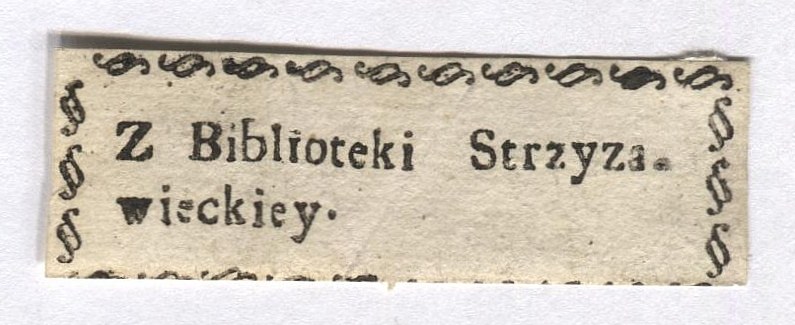 Z Biblioteki Strzyza-
wieckiey.